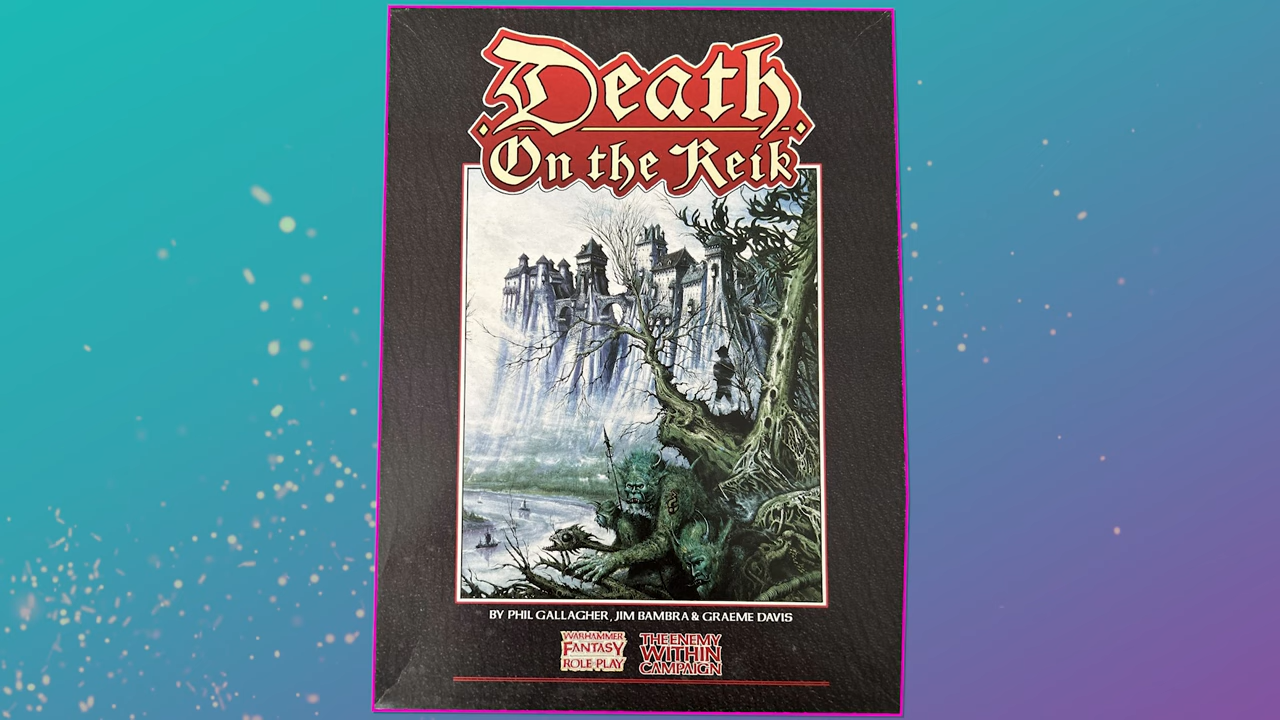 Death
On the Reik
BY PHIL GALLAGHER, JIM BAMBRA & GRAEME DAVIS
WARHAMMER
FANTASY
ROLE-PLAY
THE ENEMY
WITHIN
CAMPAIGN